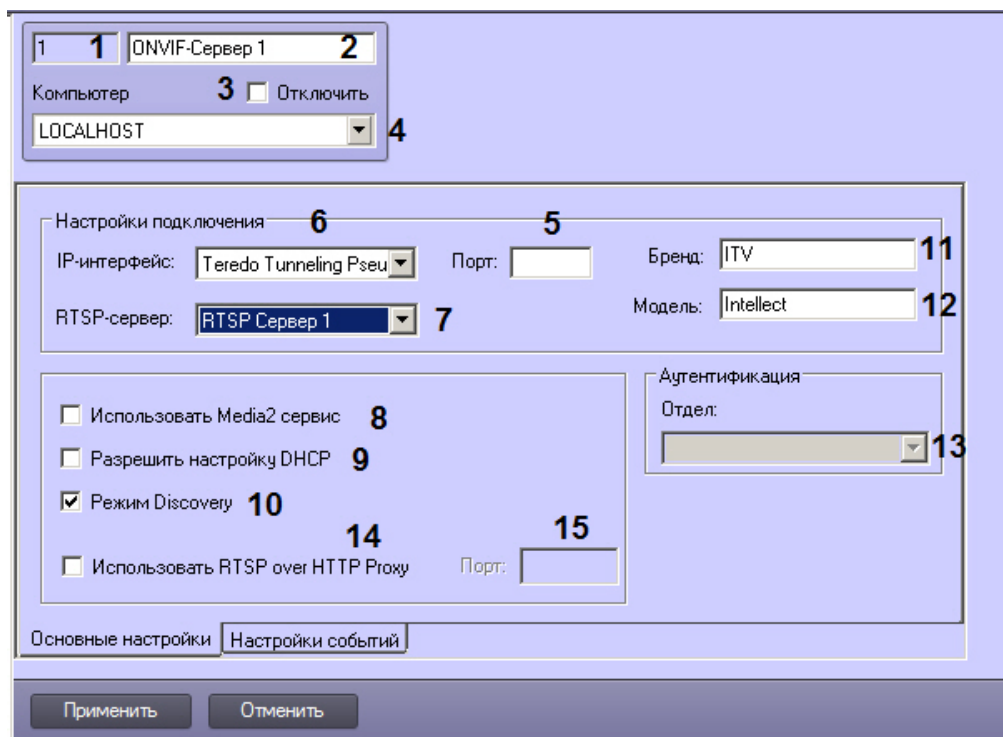 1 1 ONVIF-Сервер 1 2
Компьютер 3 Отключить
LOCALHOST 4
Настройки подключения 6 5
IP-интерфейс: Teredo Tunneling Pseu Порт: Бренд: ITV 11
RTSP-сервер: RTSP Сервер 1 7 Модель: Intellect 12
Аутентификация
Использовать Media2 сервис 8 Отдел:
Разрешить настройку DHCP 9 13
Режим Discovery 10
14 15
Использовать RTSP over HTTP Proxy Порт:
Основные настройки Настройки событий
Применить Отменить